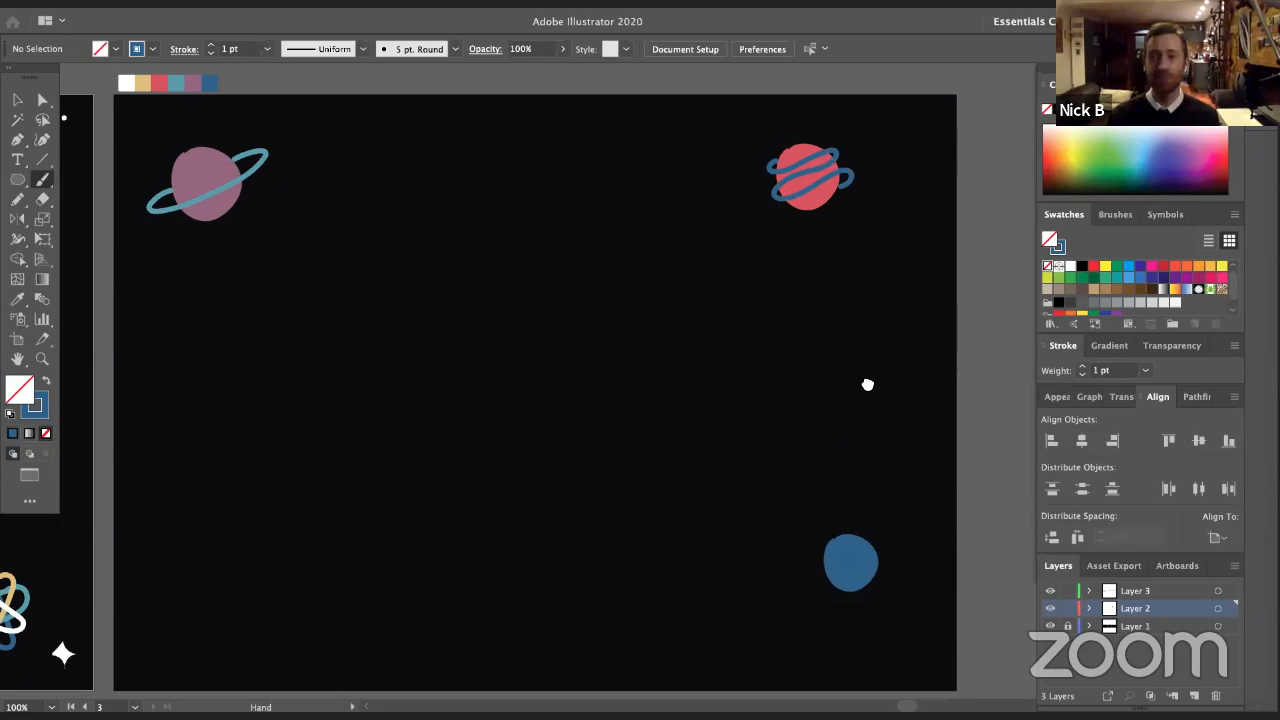 Adobe Illustrator 2020
Essentials C
No Selection
Stroke:
1 pt
Uniform
5 pt. Round
Opacity:
100%
Style:
Document Setup
Preferences
Nick B
Swatches
Brushes
Symbols
Stroke
Gradient
Transparency
Weight:
1 pt
Appea
Graph
Trans
Align
Pathfin
Align Objects:
Distribute Objects:
Distribute Spacing:
Align To:
Layers
Asset Export
Artboards
Layer 3
Layer 2
Layer 1
zoom
3 Layers
100%
3
Hand